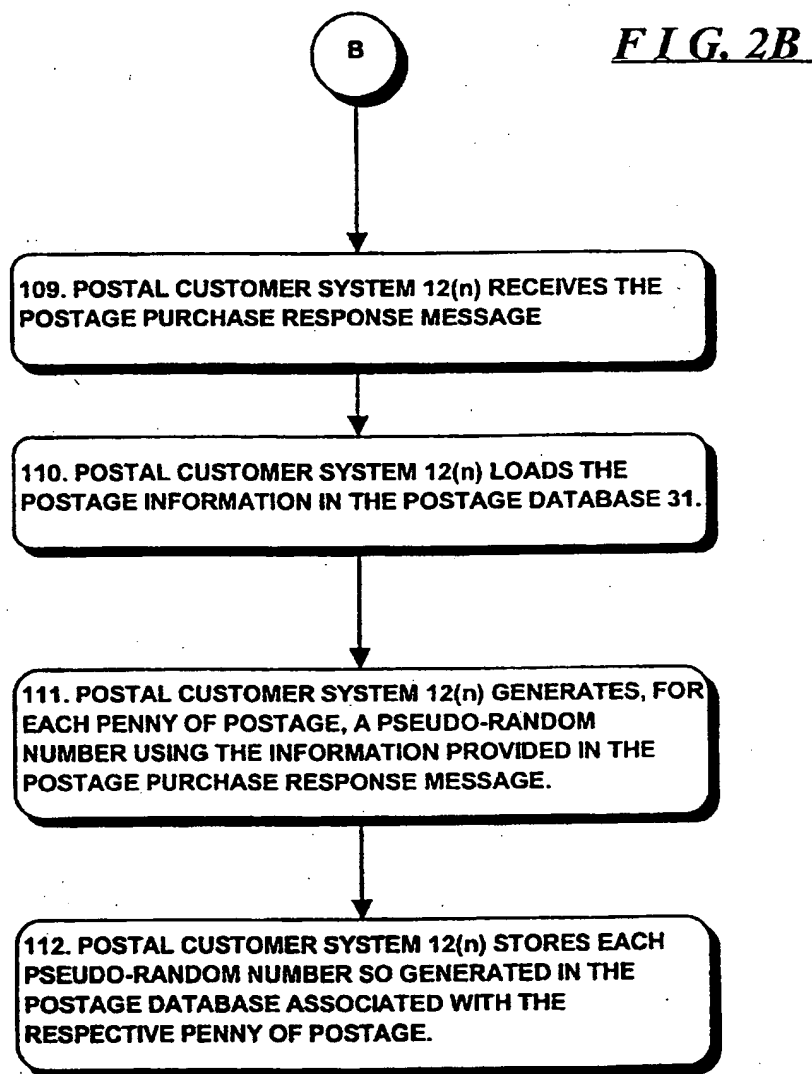 B
F I G. 2B
109. POSTAL CUSTOMER SYSTEM 12(n) RECEIVES THE
POSTAGE PURCHASE RESPONSE MESSAGE
110. POSTAL CUSTOMER SYSTEM 12(n) LOADS THE
POSTAGE INFORMATION IN THE POSTAGE DATABASE 31.
111. POSTAL CUSTOMER SYSTEM 12(n) GENERATES, FOR
EACH PENNY OF POSTAGE, A PSEUDO-RANDOM
NUMBER USING THE INFORMATION PROVIDED IN THE
POSTAGE PURCHASE RESPONSE MESSAGE.
112. POSTAL CUSTOMER SYSTEM 12(n) STORES EACH
PSEUDO-RANDOM NUMBER SO GENERATED IN THE
POSTAGE DATABASE ASSOCIATED WITH THE
RESPECTIVE PENNY OF POSTAGE.